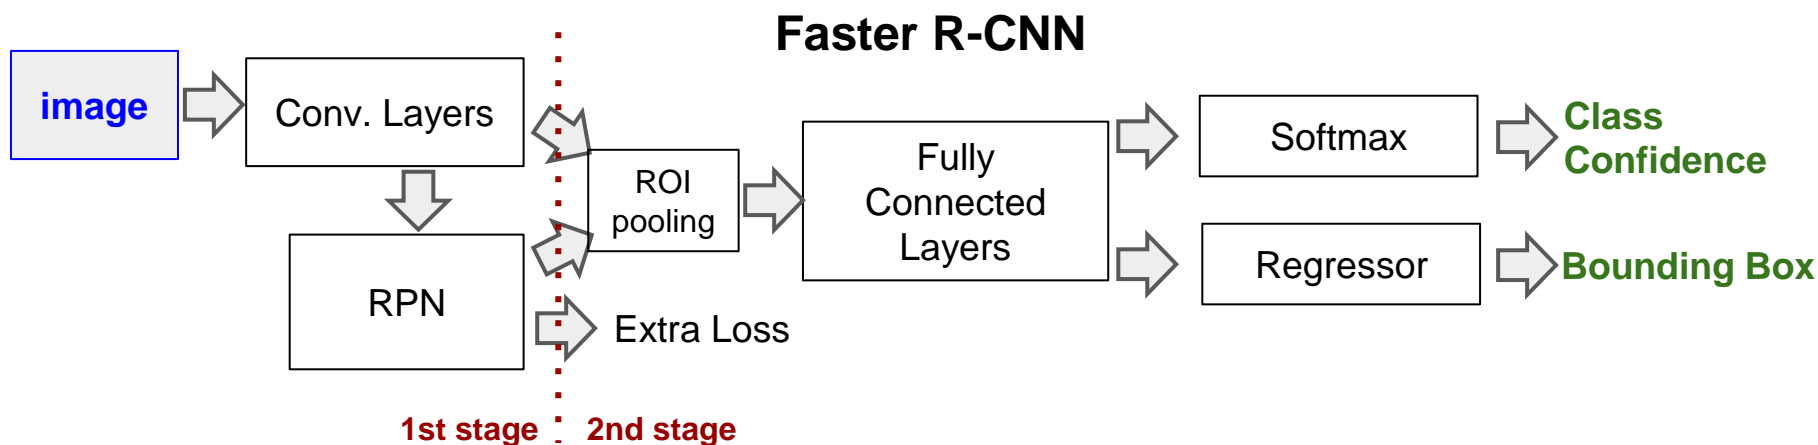 Faster R-CNN
image
Conv. Layers
RPN
ROI
pooling
Extra Loss
Fully
Connected
Layers
Softmax
Class
Confidence
Regressor
Bounding Box
1st stage
2nd stage